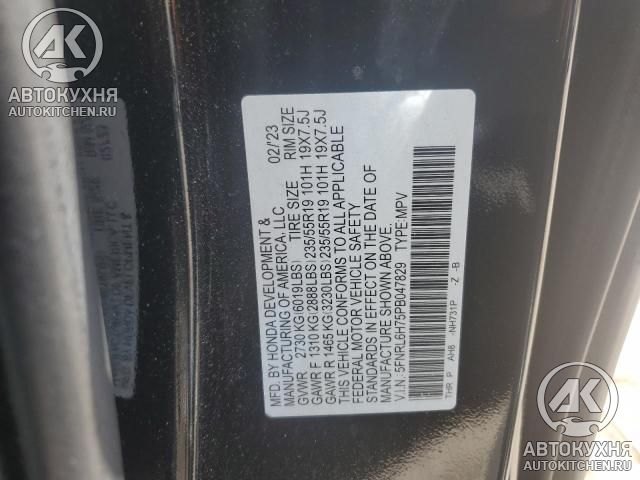 AK
АВТОКУХНЯ
AUTOKITCHEN.RU
MFD. BY HONDA DEVELOPMENT & 02/'23
MANUFACTURING OF AMERICA, LLC
GVWR 2730 KG(6019LBS) TIRE SIZE RIM SIZE
GAWR F 1310 KG(2888LBS)235/55R19 101H 19X7.5J
GAWR R 1465 KG(3230LBS)235/55R19 101H 19X7.5J
THIS VEHICLE CONFORMS TO ALL APPLICABLE
FEDERAL MOTOR VEHICLE SAFETY
STANDARDS IN EFFECT ON THE DATE OF
MANUFACTURE SHOWN ABOVE.
V.I.N.: 5FNRL6H75PB047829 TYPE:MPV
THR P AH8 -NH731P -Z -B
AK
АВТОКУХНЯ
AUTOKITCHEN.RU